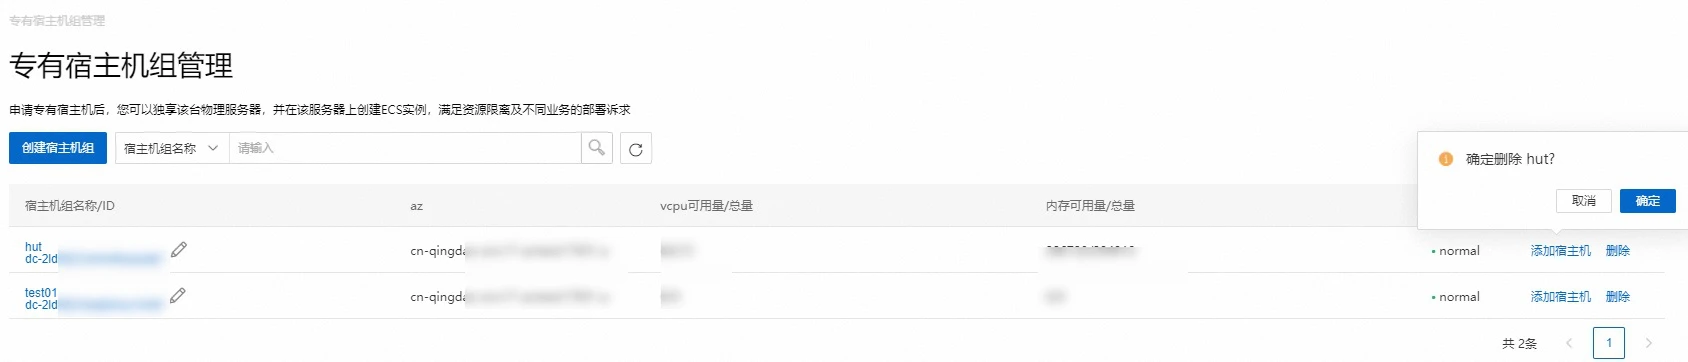 专有宿主机组管理
专有宿主机组管理
申请专有宿主机后，您可以独享该台物理服务器，并在该服务器上创建ECS实例，满足资源限离及不同业务的部署诉求
创建宿主机组 宿主机组名称 请输入
确定删除 hut?
取消 确定
宿主机组名称/ID az vcpu可用量/总量 内存可用量/总量
hut
dc-2ld
cn-qingda normal 添加宿主机 删除
test01
dc-2ld
cn-qingda normal 添加宿主机 删除
共 2条 1